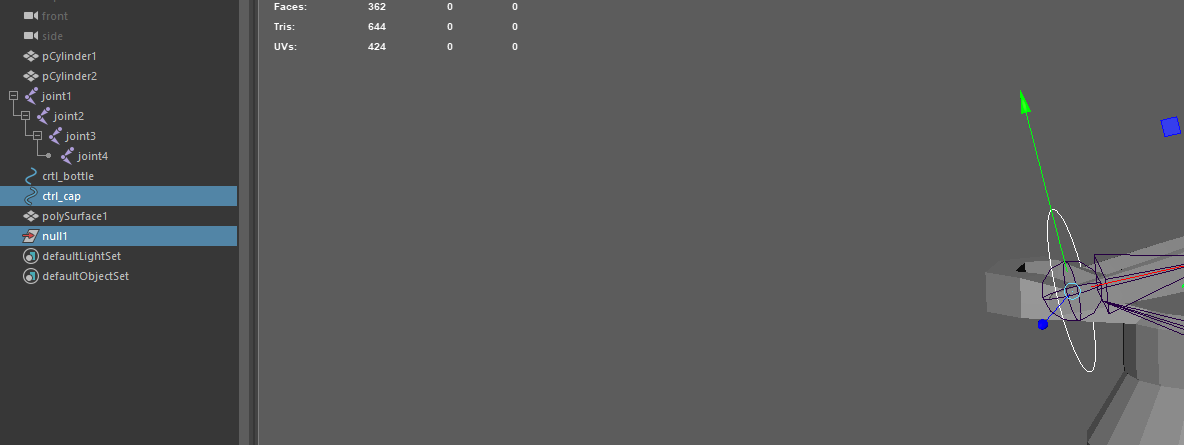 Faces: 362 0 0
front
Tris: 644 0 0
side
UVs: 424 0 0
pCylinder1
pCylinder2
joint1
joint2
joint3
joint4
crtl_bottle
ctrl_cap
polySurface1
null1
defaultLightSet
defaultObjectSet